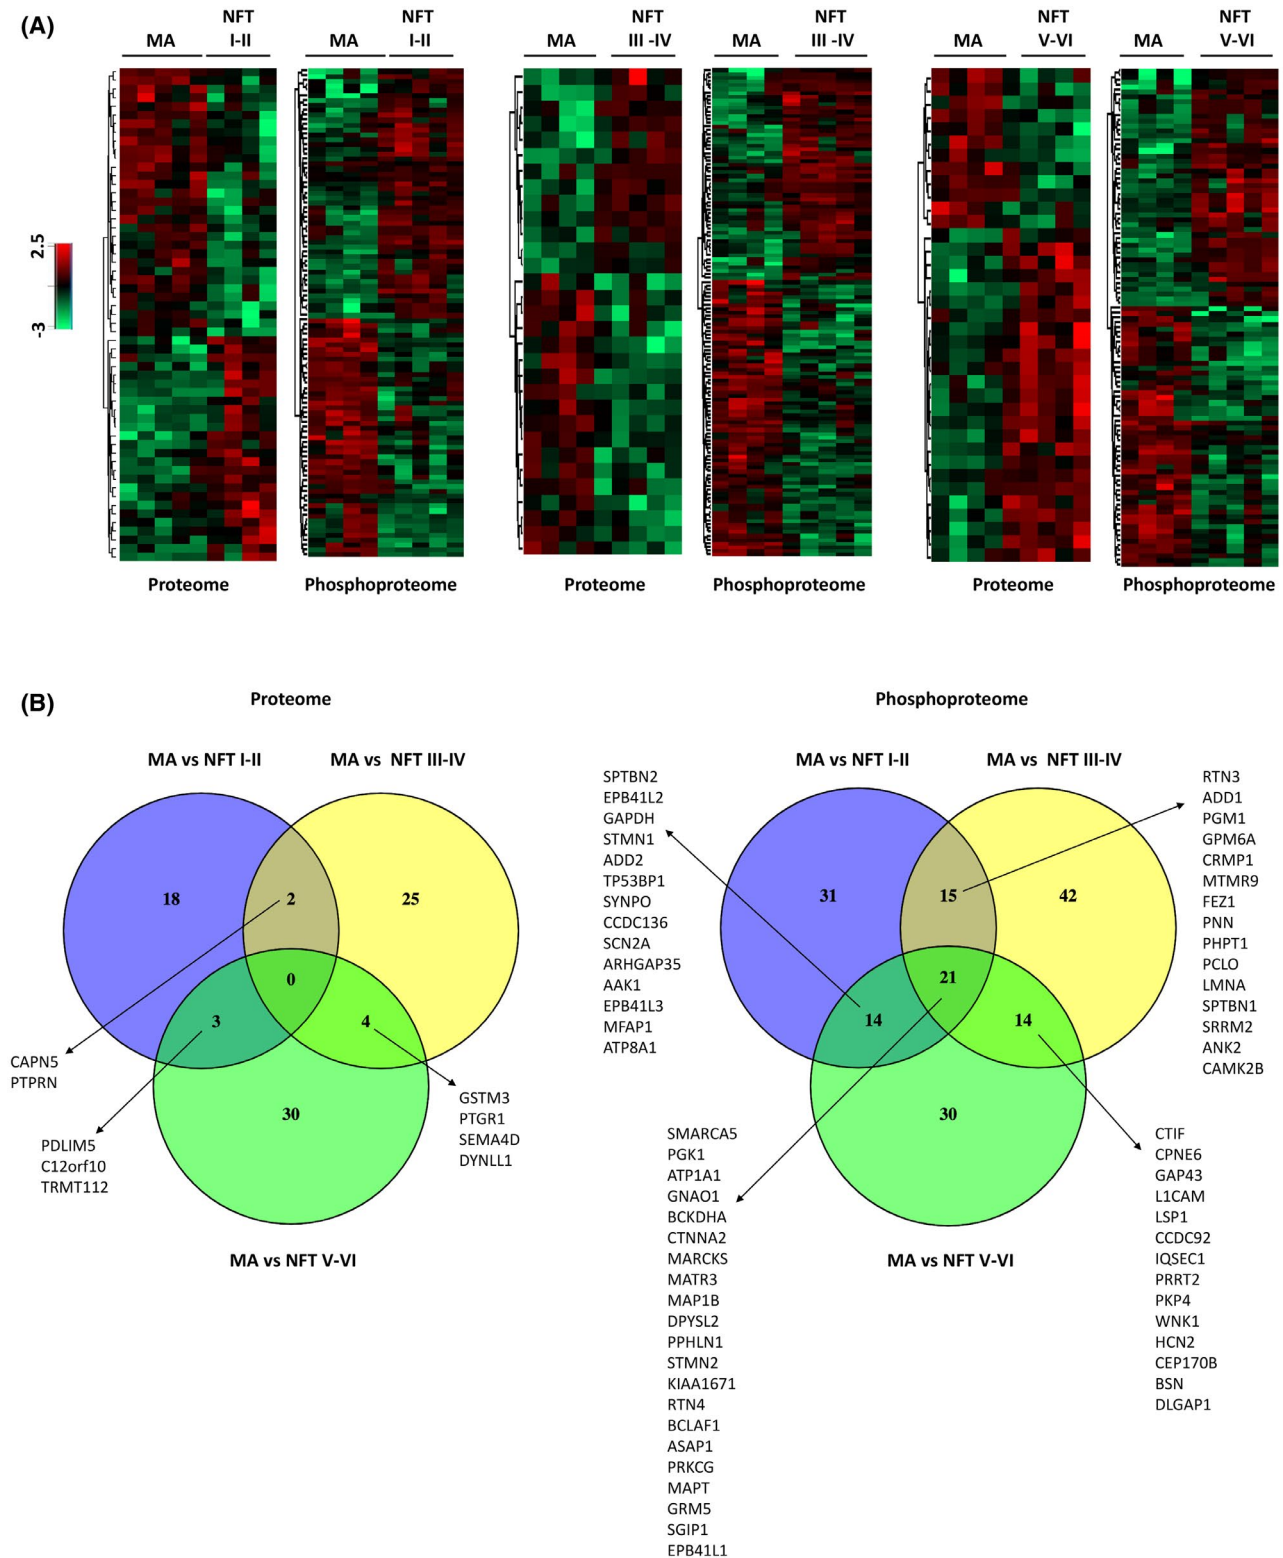 (A)
MA
NFT
I-II
MA
NFT
I-II
MA
NFT
III -IV
MA
NFT
III -IV
MA
NFT
V-VI
MA
NFT
V-VI
2.5
-3
Proteome
Phosphoproteome
Proteome
Phosphoproteome
Proteome
Phosphoproteome
(B)
Proteome
MA vs NFT I-II
MA vs NFT III-IV
18
2
25
0
3
4
30
CAPN5
PTPRN
PDLIM5
C12orf10
TRMT112
GSTM3
PTGR1
SEMA4D
DYNLL1
MA vs NFT V-VI
Phosphoproteome
MA vs NFT I-II
MA vs NFT III-IV
SPTBN2
EPB41L2
GAPDH
STMN1
ADD2
TP53BP1
SYNPO
CCDC136
SCN2A
ARHGAP35
AAK1
EPB41L3
MFAP1
ATP8A1
31
15
42
21
14
14
30
RTN3
ADD1
PGM1
GPM6A
CRMP1
MTMR9
FEZ1
PNN
PHPT1
PCLO
LMNA
SPTBN1
SRRM2
ANK2
CAMK2B
SMARCA5
PGK1
ATP1A1
GNAO1
BCKDHA
CTNNA2
MARCKS
MATR3
MAP1B
DPYSL2
PPHLN1
STMN2
KIAA1671
RTN4
BCLAF1
ASAP1
PRKCG
MAPT
GRM5
SGIP1
EPB41L1
MA vs NFT V-VI
CTIF
CPNE6
GAP43
L1CAM
LSP1
CCDC92
IQSEC1
PRRT2
PKP4
WNK1
HCN2
CEP170B
BSN
DLGAP1